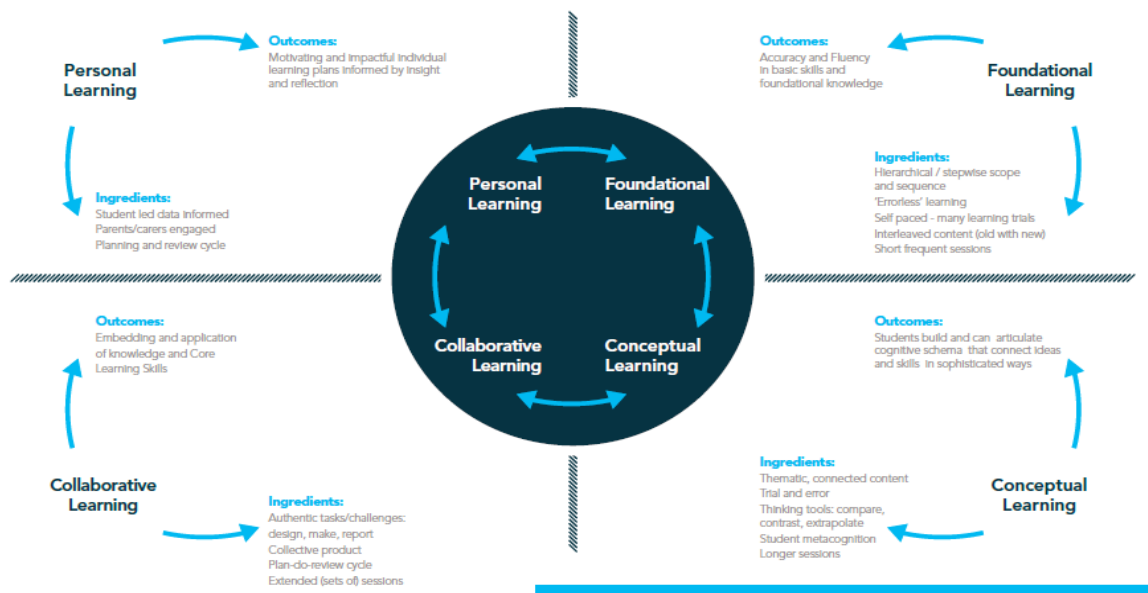 Personal
Learning
Outcomes:
Motivating and impactful individual
learning plans informed by insight
and reflection
Ingredients:
Student led data informed
Parents/carers engaged
Planning and review cycle
Outcomes:
Accuracy and Fluency
in basic skills and
foundational knowledge
Foundational
Learning
Ingredients:
Hierarchical / stepwise scope
and sequence
'Errorless' learning
Self paced - many learning trials
Interleaved content (old with new)
Short frequent sessions
Personal
Learning
Foundational
Learning
Collaborative
Learning
Conceptual
Learning
Outcomes:
Embedding and application
of knowledge and Core
Learning Skills
Collaborative
Learning
Ingredients:
Authentic tasks/challenges:
design, make, report
Collective product
Plan-do-review cycle
Extended (sets of) sessions
Outcomes:
Students build and can articulate
cognitive schema that connect ideas
and skills in sophisticated ways
Ingredients:
Thematic, connected content
Trial and error
Thinking tools: compare,
contrast, extrapolate
Student metacognition
Longer sessions
Conceptual
Learning